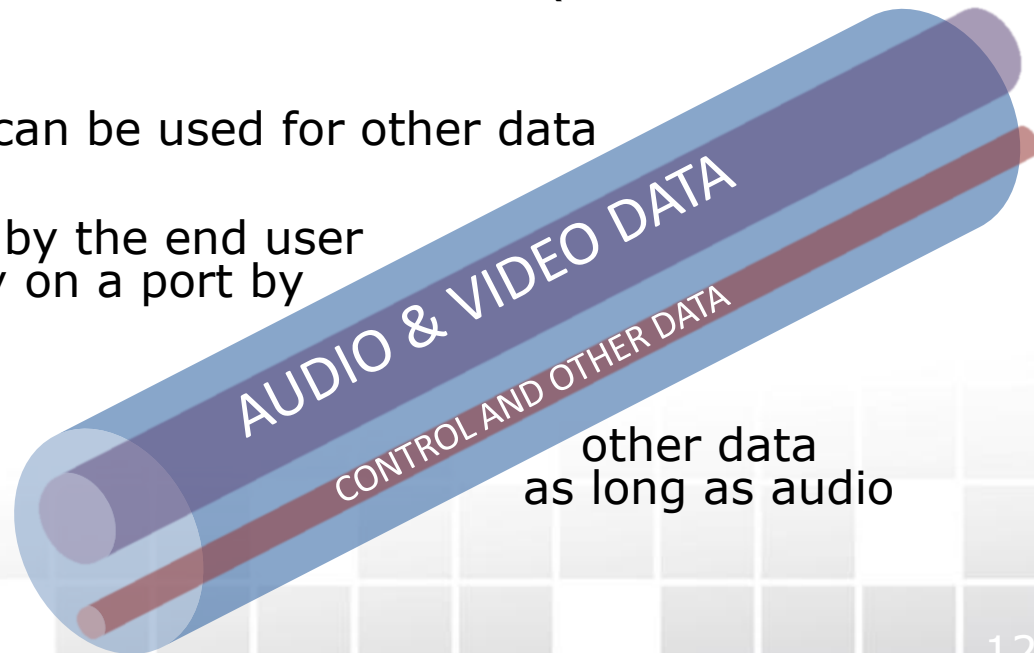 can be used for other data
by the end user
on a port by
AUDIO & VIDEO DATA
CONTROL AND OTHER DATA
other data
as long as audio
12